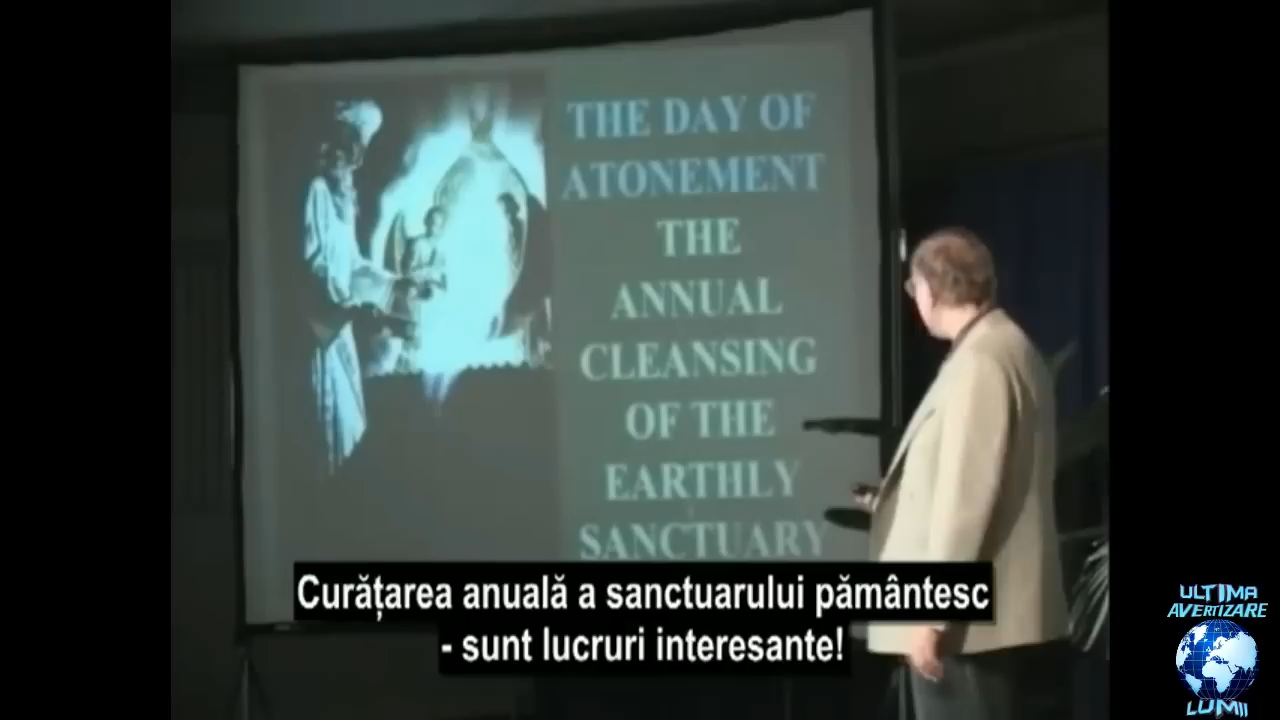 THE DAY OF
ATONEMENT
THE
ANNUAL
CLEANSING
OF THE
EARTHLY
SANCTUARY
Curățarea anuală a sanctuarului pământesc
- sunt lucruri interesante!
ULTIMA
AVERTIZARE
LUMII